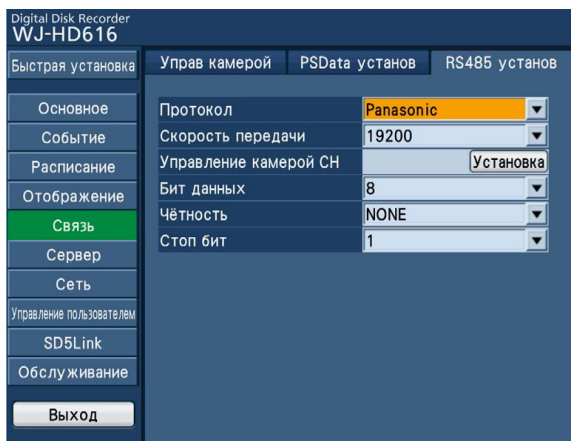 Digital Disk Recorder
WJ-HD616
Быстрая установка
Основное
Событие
Расписание
Отображение
Связь
Сервер
Сеть
Управление пользователем
SD5Link
Обслуживание
Выход
Управ камерой PSData установ RS485 установ
Протокол Panasonic
Скорость передачи 19200
Управление камерой CH Установка
Бит данных 8
Чётность NONE
Стоп бит 1